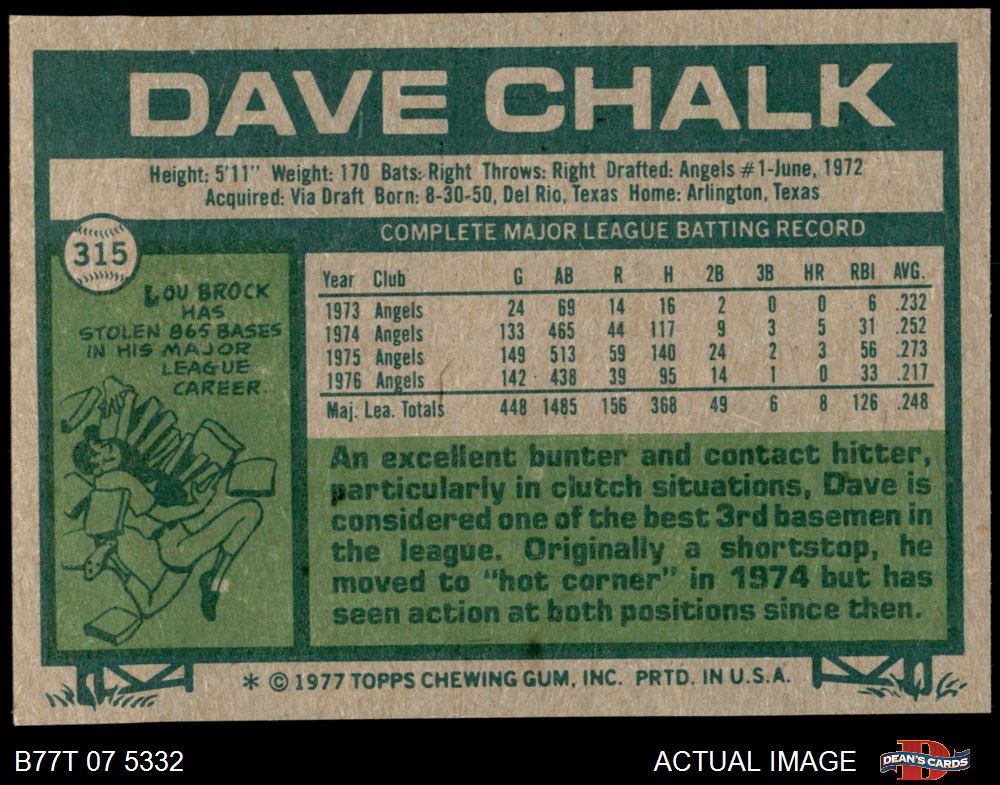 DAVE CHALK
Height: 5'11" Weight: 170 Bats: Right Throws: Right Drafted: Angels #1-June, 1972
Acquired: Via Draft Born: 8-30-50, Del Rio, Texas Home: Arlington, Texas
315
COMPLETE MAJOR LEAGUE BATTING RECORD
LOU BROCK
HAS
STOLEN 865 BASES
IN HIS MAJOR
LEAGUE
CAREER.
Year Club G AB R H 2B 3B HR RBI AVG.
1973 Angels 24 69 14 16 2 0 0 6 .232
1974 Angels 133 465 44 117 9 3 5 31 .252
1975 Angels 149 513 59 140 24 2 3 56 .273
1976 Angels 142 438 39 95 14 1 0 33 .217
Maj. Lea. Totals 448 1485 156 368 49 6 8 126 .248
An excellent bunter and contact hitter,
particularly in clutch situations, Dave is
considered one of the best 3rd basemen in
the league. Originally a shortstop, he
moved to "hot corner" in 1974 but has
seen action at both positions since then.
* © 1977 TOPPS CHEWING GUM, INC. PRTD. IN U.S.A.
B77T 07 5332
ACTUAL IMAGE
D
DEAN'S CARDS